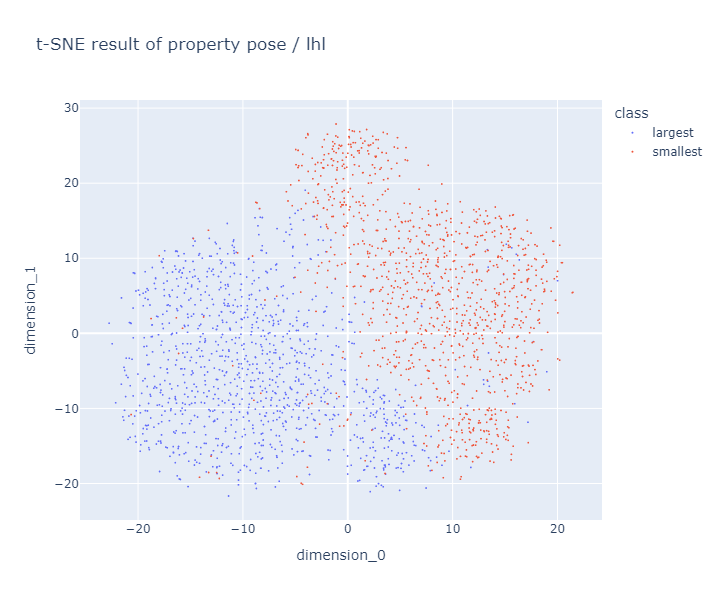 t-SNE result of property pose / lhl
class
largest
smallest
30
20
10
0
−10
−20
dimension_1
−20
−10
0
10
20
dimension_0